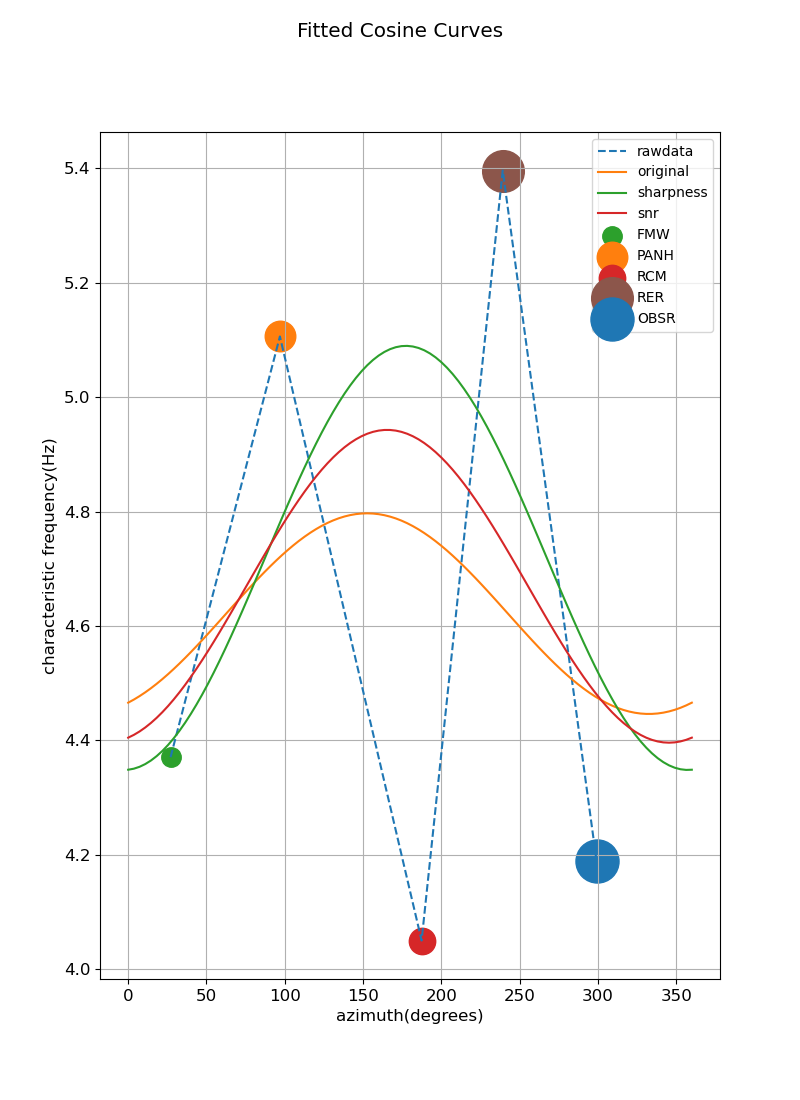 Fitted Cosine Curves
5.4
5.2
5.0
4.8
4.6
4.4
4.2
4.0
characteristic frequency(Hz)
rawdata
original
sharpness
snr
FMW
PANH
RCM
RER
OBSR
0 50 100 150 200 250 300 350
azimuth(degrees)